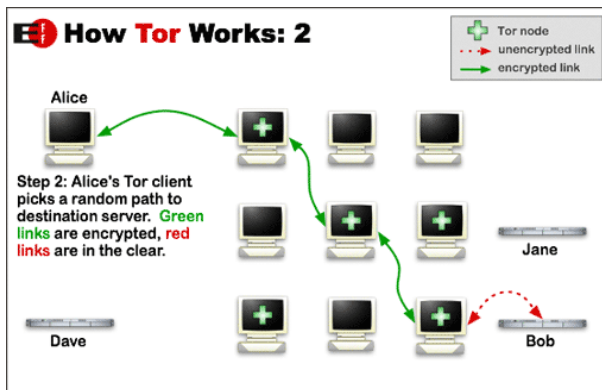 EFF How Tor Works: 2
Tor node
unencrypted link
encrypted link
Alice
Step 2: Alice's Tor client
picks a random path to
destination server. Green
links are encrypted, red
links are in the clear.
Jane
Dave
Bob